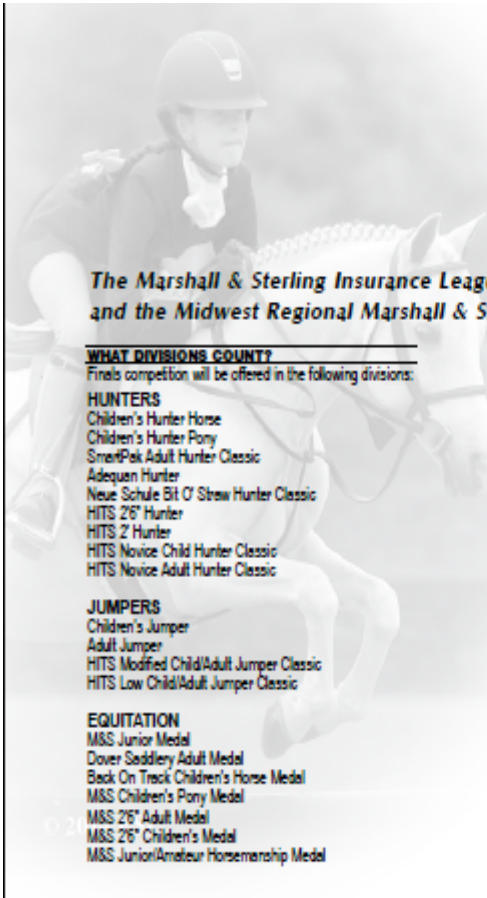 The Marshall & Sterling Insurance Leag
and the Midwest Regional Marshall & S
WHAT DIVISIONS COUNT?
Finals competition will be offered in the following divisions:
HUNTERS
Children's Hunter Horse
Children's Hunter Pony
SmartPak Adult Hunter Classic
Adequan Hunter
Neue Schule Bit O' Straw Hunter Classic
HITS 2'6" Hunter
HITS 2' Hunter
HITS Novice Child Hunter Classic
HITS Novice Adult Hunter Classic
JUMPERS
Children's Jumper
Adult Jumper
HITS Modified Child/Adult Jumper Classic
HITS Low Child/Adult Jumper Classic
EQUITATION
M&S Junior Medal
Dover Saddlery Adult Medal
Back On Track Children's Horse Medal
M&S Children's Pony Medal
M&S 2'6" Adult Medal
M&S 2'6" Children's Medal
M&S Junior/Amateur Horsemanship Medal